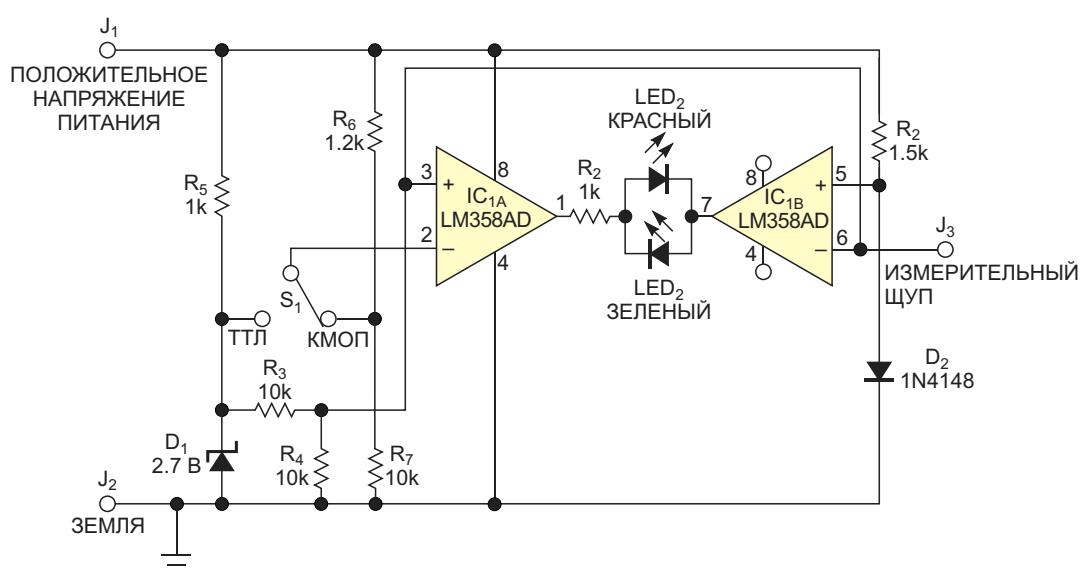 J1
ПОЛОЖИТЕЛЬНОЕ
НАПРЯЖЕНИЕ
ПИТАНИЯ
R5
1k
R6
1.2k
3
+
8
IC1A
LM358AD
2
–
4
1
R2
1k
LED2
КРАСНЫЙ
LED2
ЗЕЛЕНЫЙ
7
8
IC1B
LM358AD
4
+
5
–
6
R2
1.5k
J3
ИЗМЕРИТЕЛЬНЫЙ
ЩУП
S1
ТТЛ
КМОП
R3
10k
D1
2.7 В
R4
10k
R7
10k
D2
1N4148
J2
ЗЕМЛЯ